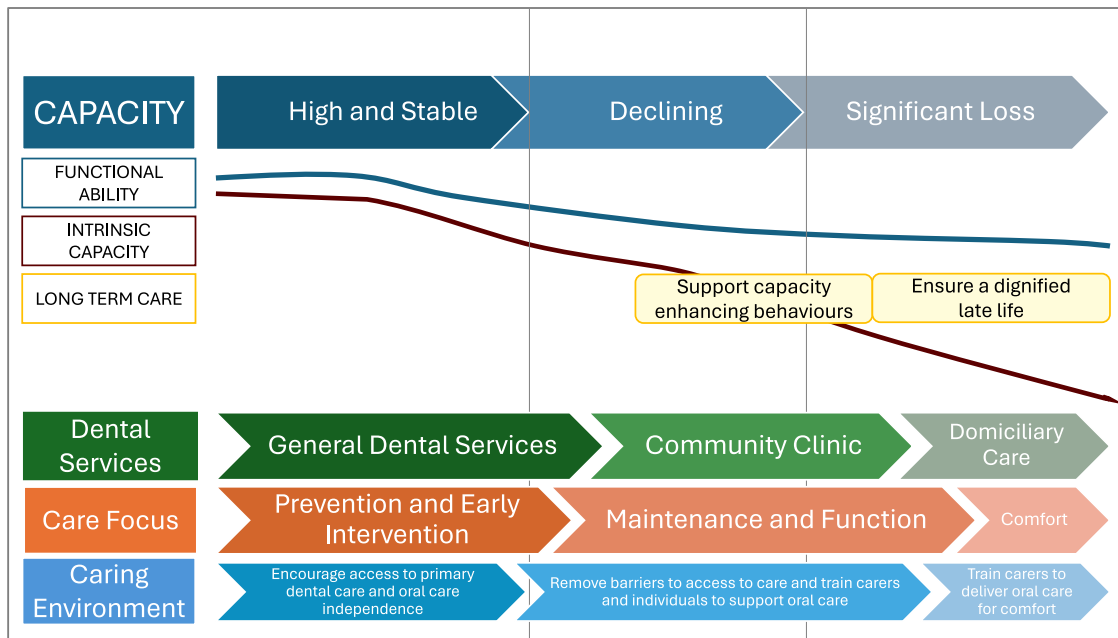 CAPACITY
High and Stable
Declining
Significant Loss
FUNCTIONAL
ABILITY
INTRINSIC
CAPACITY
LONG TERM CARE
Support capacity
enhancing behaviours
Ensure a dignified
late life
Dental
Services
General Dental Services
Community Clinic
Domiciliary
Care
Care Focus
Prevention and Early
Intervention
Maintenance and Function
Comfort
Caring
Environment
Encourage access to primary
dental care and oral care
independence
Remove barriers to access to care and train carers
and individuals to support oral care
Train carers to
deliver oral care
for comfort